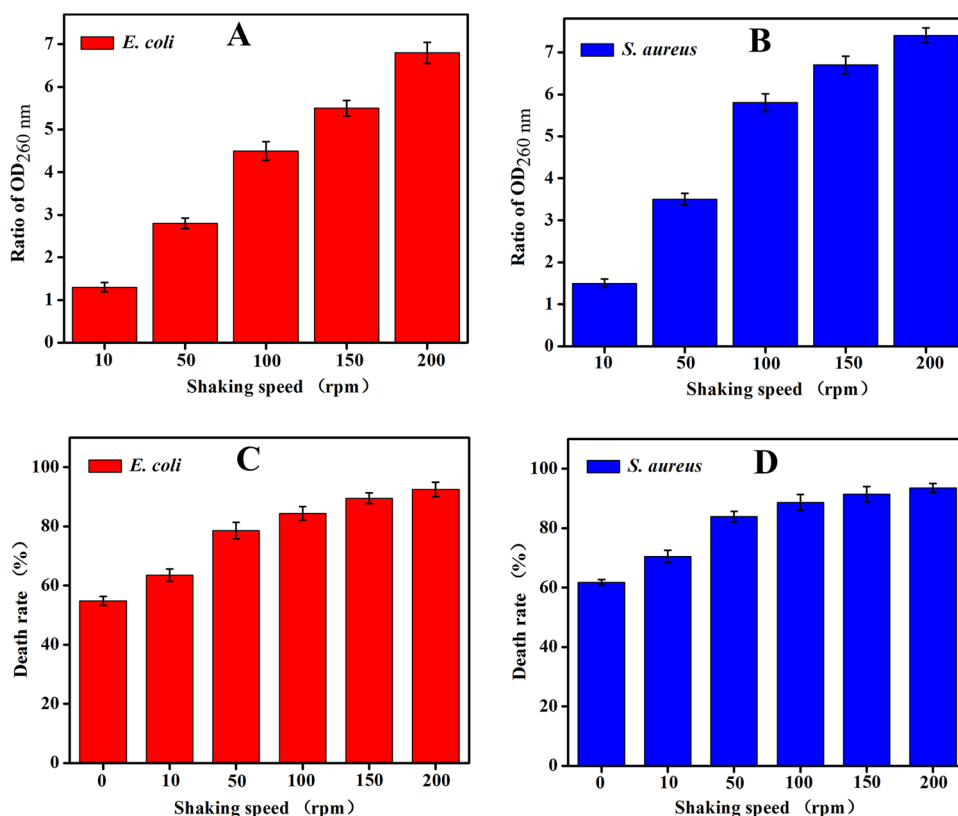 A
E. coli
Ratio of OD260 nm
7
6
5
4
3
2
1
0
10 50 100 150 200
Shaking speed （rpm）
B
S. aureus
Ratio of OD260 nm
7
6
5
4
3
2
1
0
10 50 100 150 200
Shaking speed （rpm）
C
E. coli
Death rate （%）
100
80
60
40
20
0
0 10 50 100 150 200
Shaking speed （rpm）
D
S. aureus
Death rate （%）
100
80
60
40
20
0
0 10 50 100 150 200
Shaking speed （rpm）